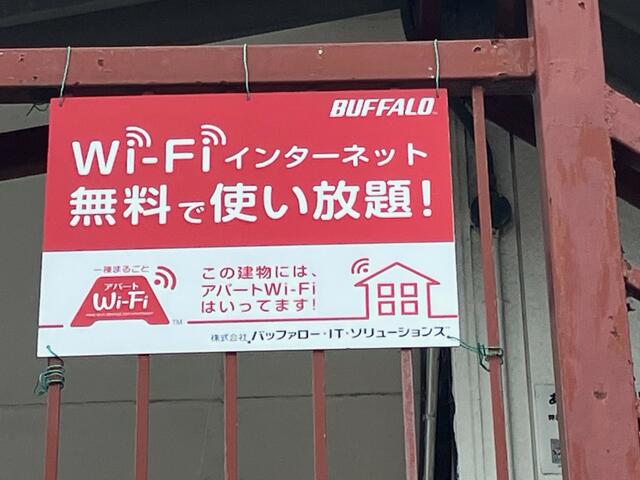 BUFFALO
Wi-Fi インターネット
無料で使い放題！
一棟まるごと
アパート
Wi-Fi
TM
この建物には、
アパートWi-Fi
はいってます！
株式会社 バッファロー・IT・ソリューションズ